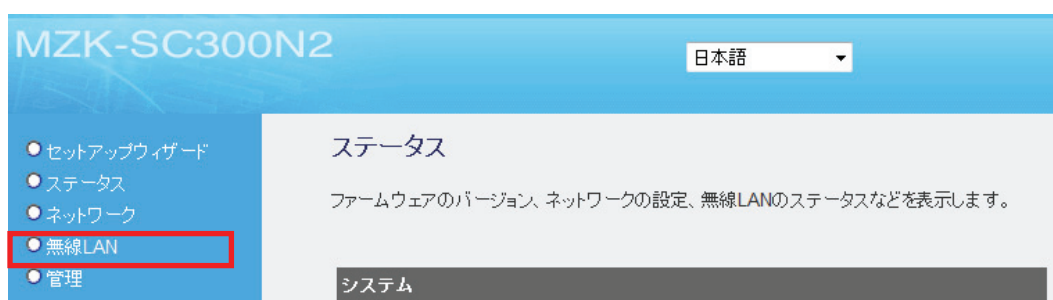 MZK-SC300N2
日本語
セットアップウィザード
ステータス
ネットワーク
無線LAN
管理
ステータス
ファームウェアのバージョン、ネットワークの設定、無線LANのステータスなどを表示します。
システム